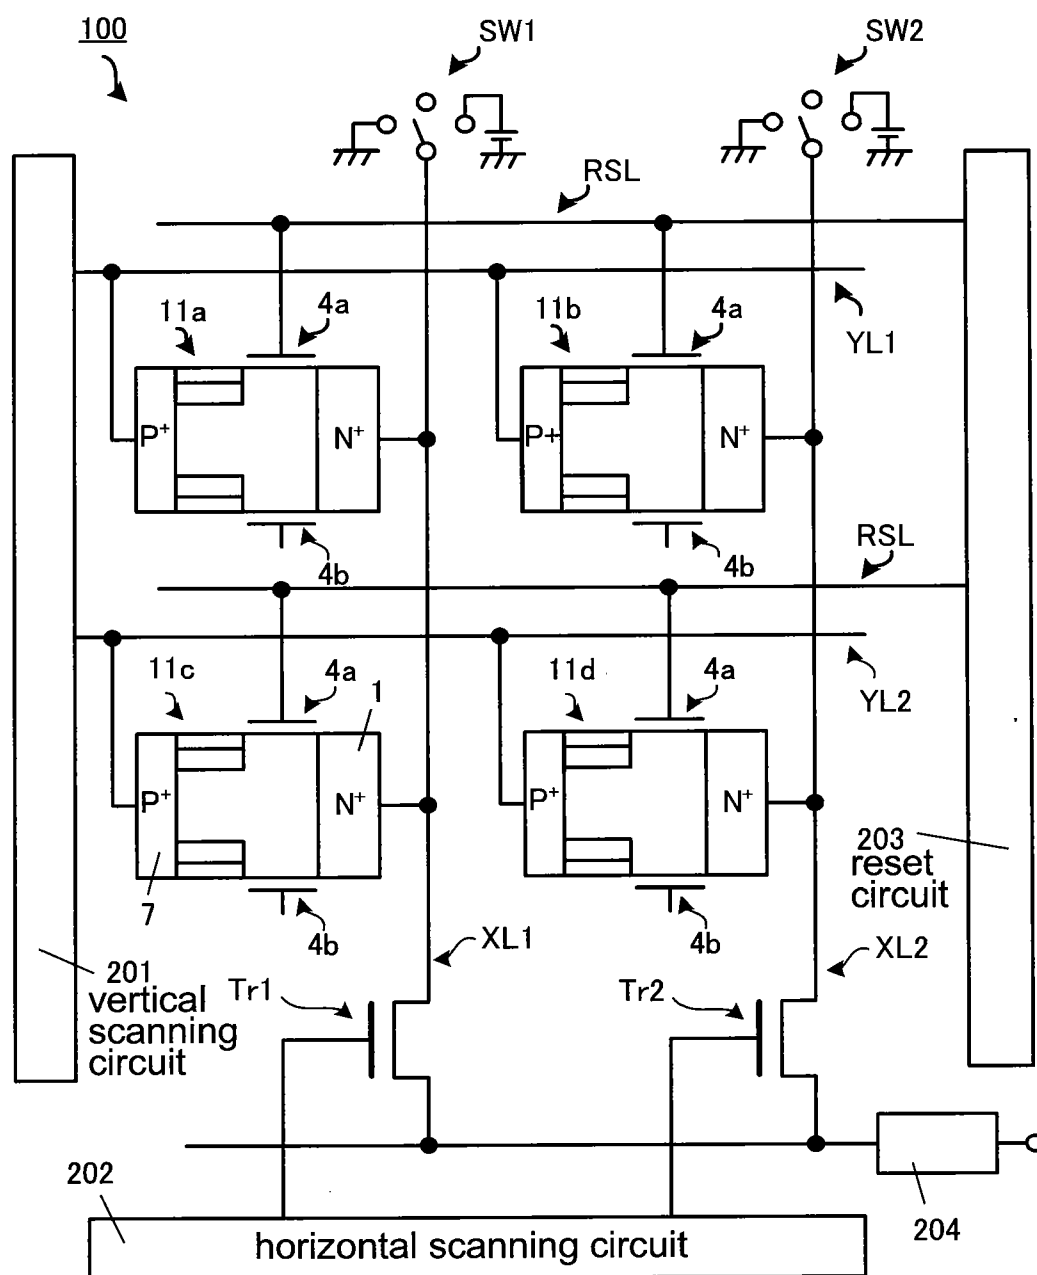 100
SW1
SW2
RSL
11a
4a
11b
4a
YL1
P+
N+
P+
N+
4b
4b
RSL
11c
4a
1
11d
4a
YL2
P+
N+
P+
N+
203
reset
circuit
7
4b
4b
XL1
XL2
201
vertical
scanning
circuit
Tr1
Tr2
202
204
horizontal scanning circuit